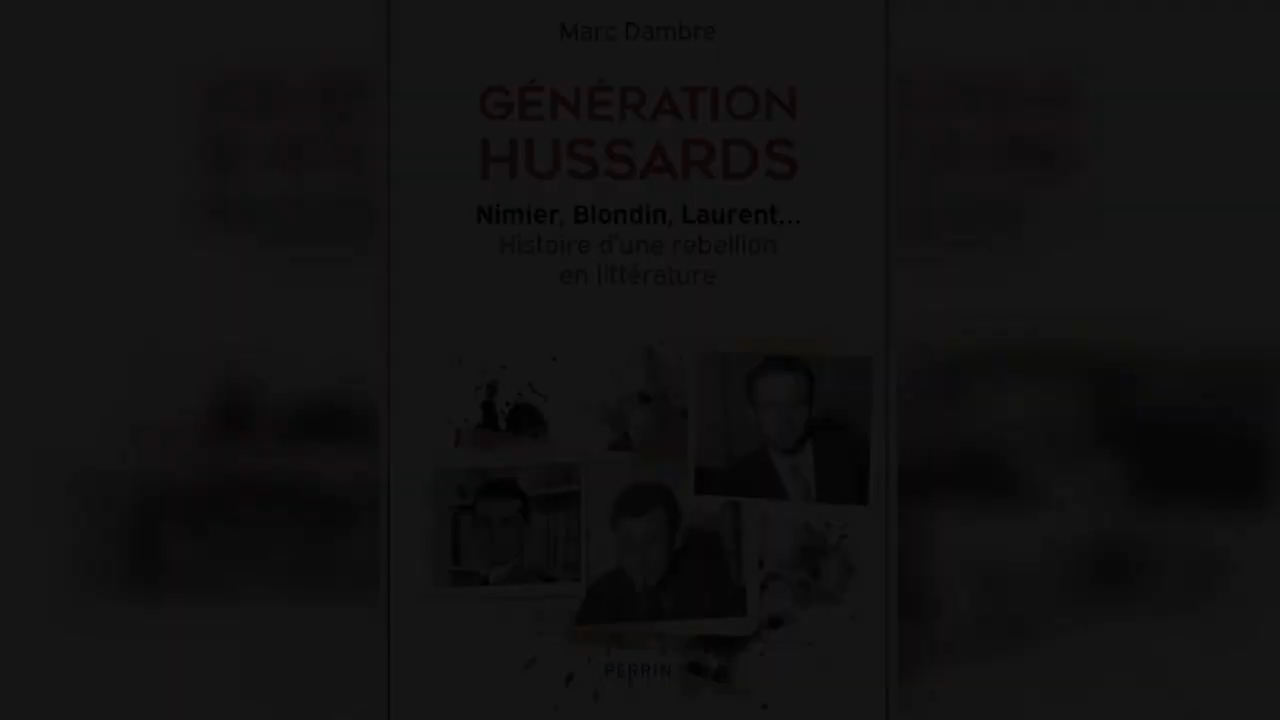 Marc Dambre
GÉNÉRATION
HUSSARDS
Nimier, Blondin, Laurent...
Histoire d'une rebellion
en littérature
PERRIN